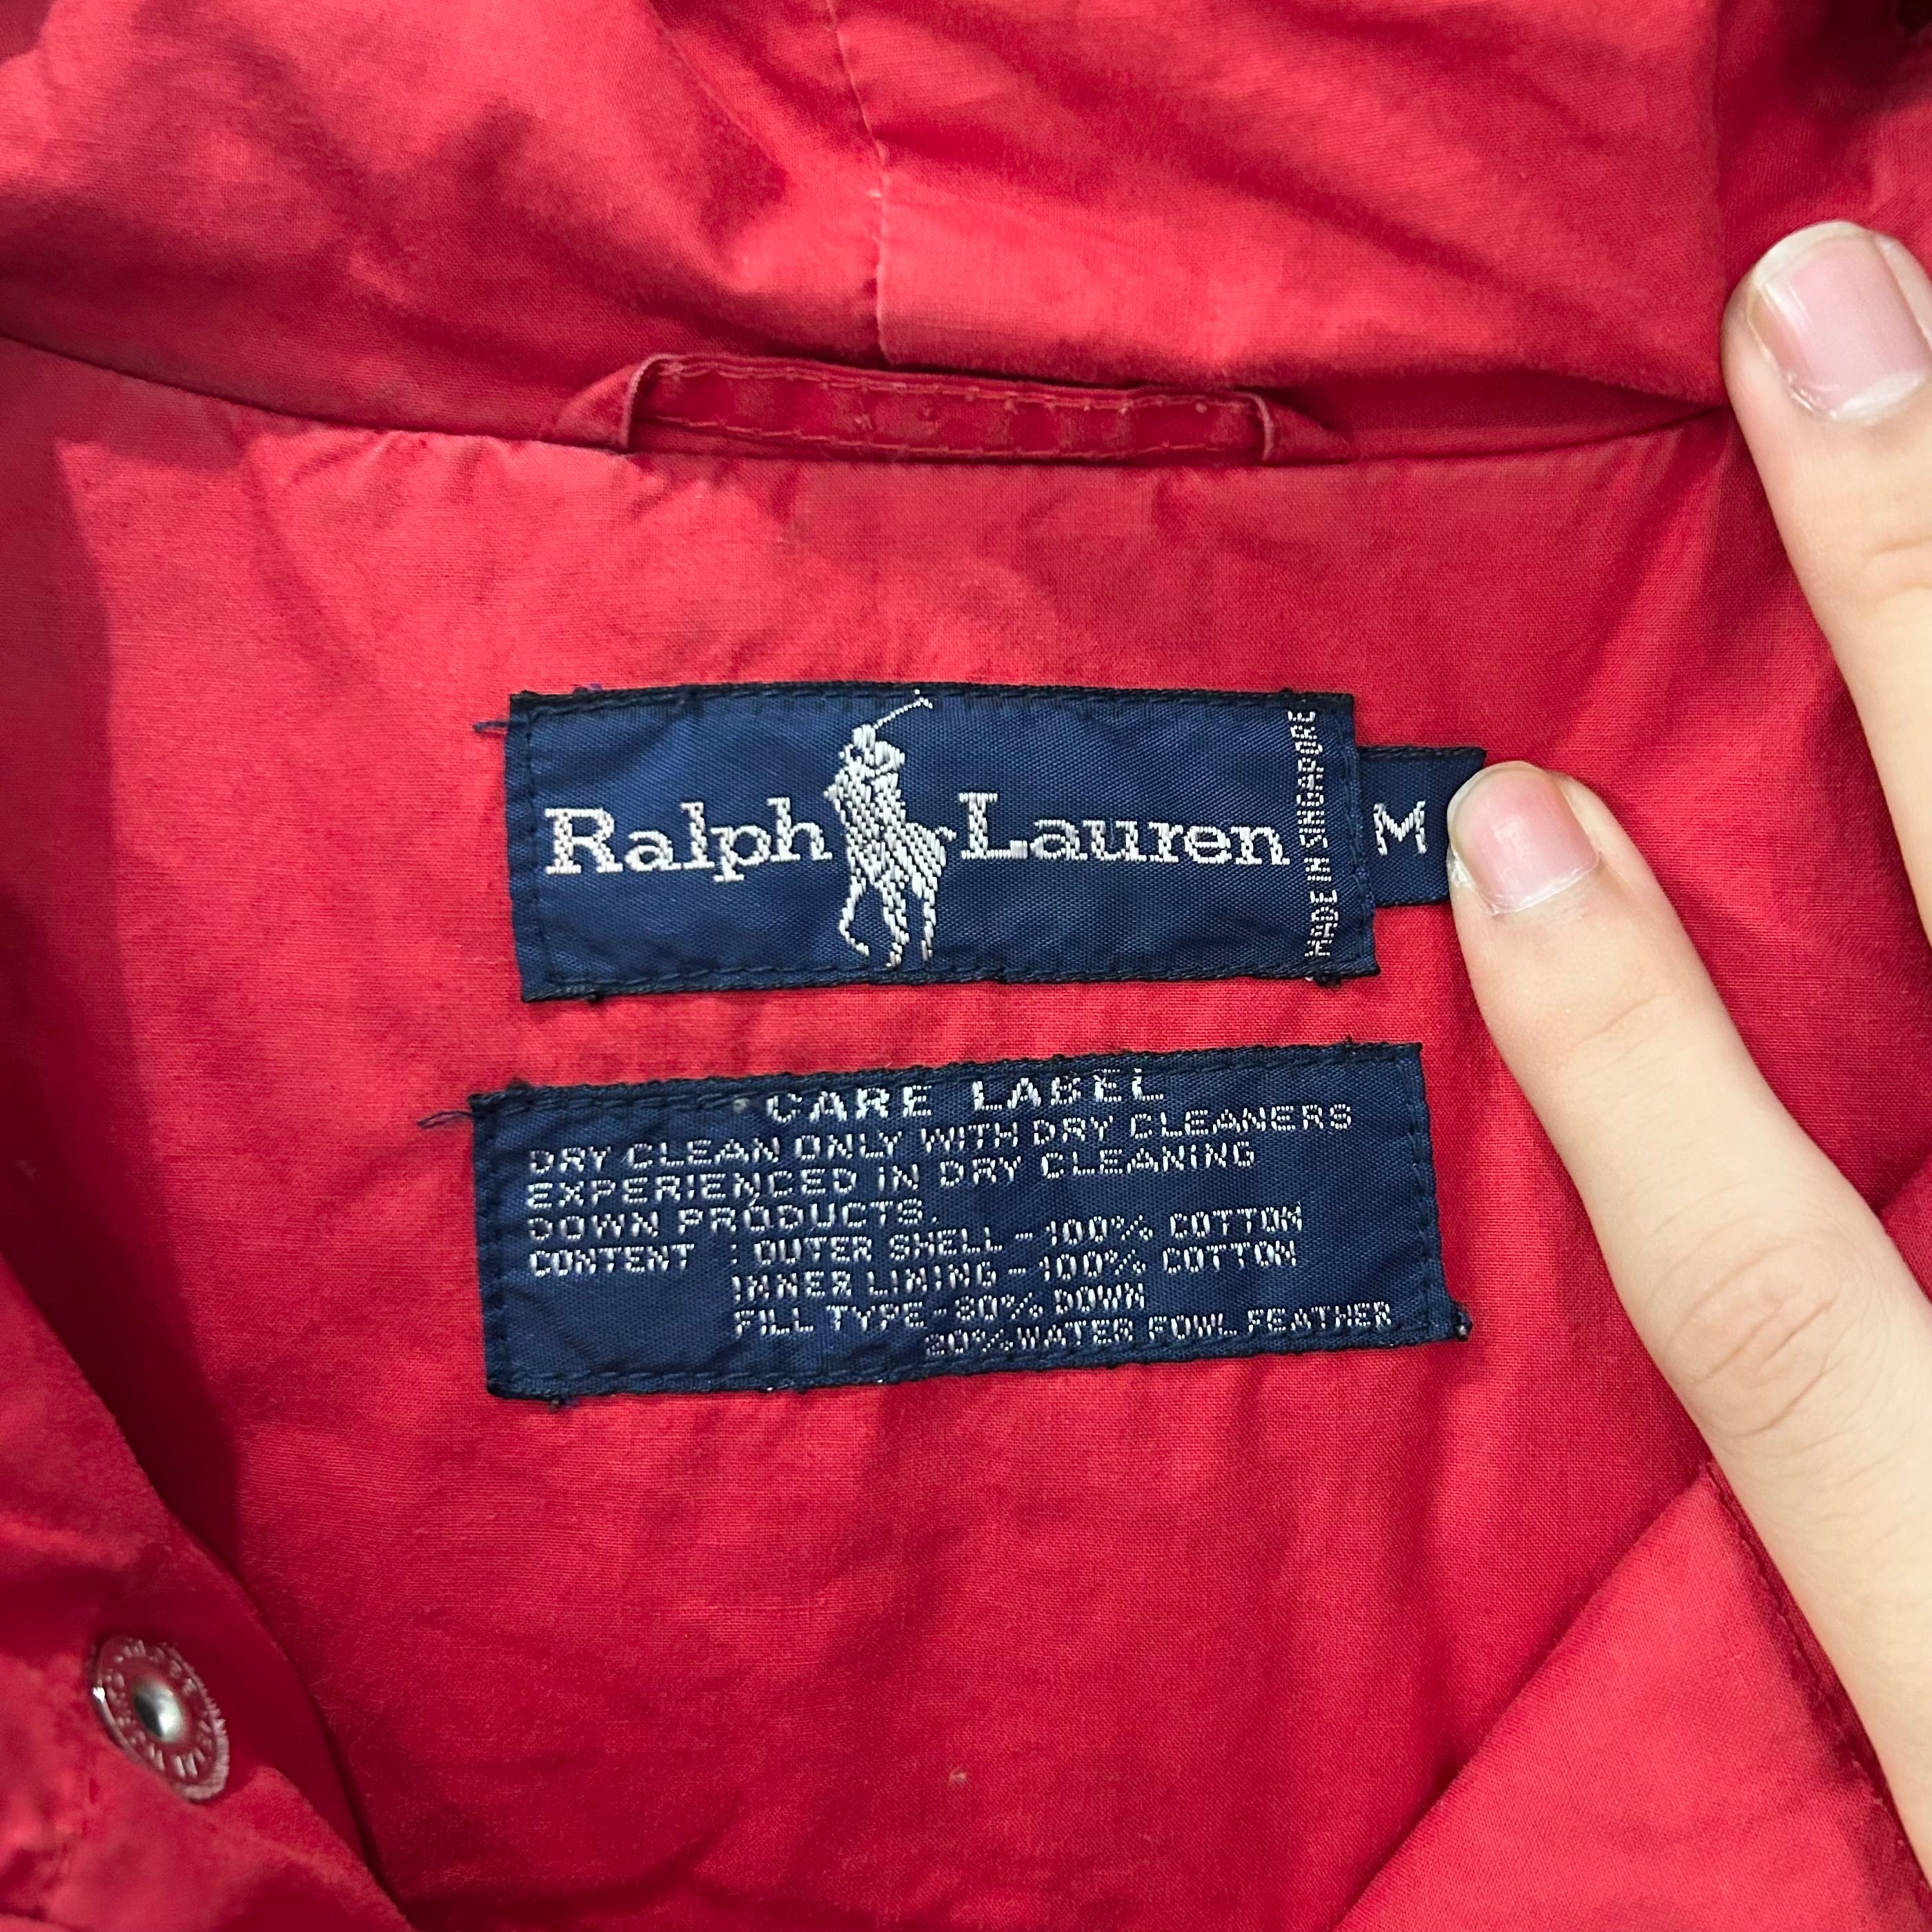 Ralph Lauren
MADE IN SINGAPORE
M
CARE LABEL
DRY CLEAN ONLY WITH DRY CLEANERS
EXPERIENCED IN DRY CLEANING
DOWN PRODUCTS.
CONTENT : OUTER SHELL - 100% COTTON
INNER LINING - 100% COTTON
FILL TYPE - 80% DOWN
20% WATER FOWL FEATHER